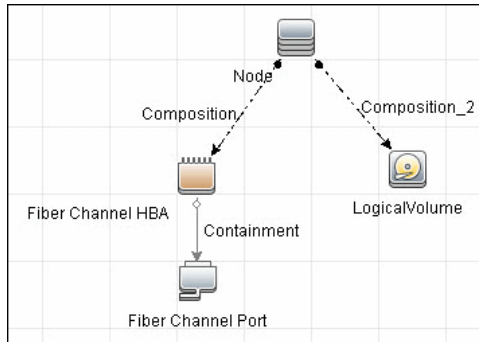 Node
Composition
Composition_2
Fiber Channel HBA
LogicalVolume
Containment
Fiber Channel Port